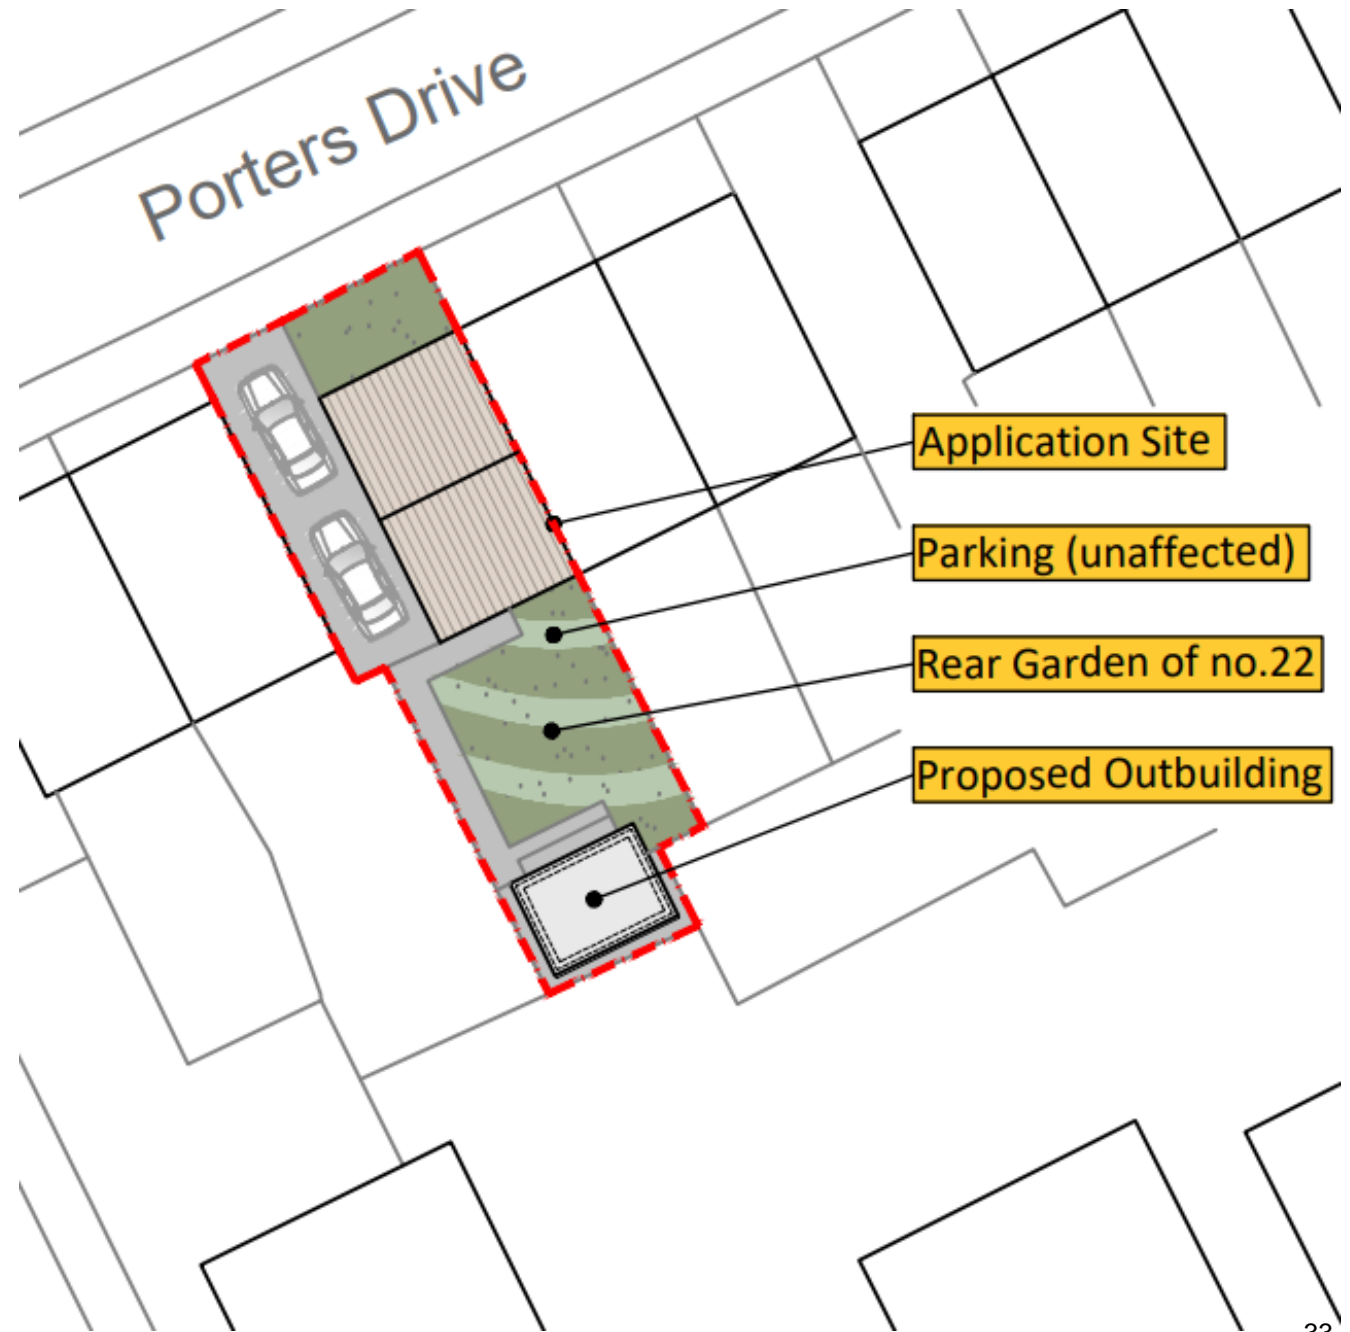 Porters Drive
Application Site
Parking (unaffected)
Rear Garden of no.22
Proposed Outbuilding